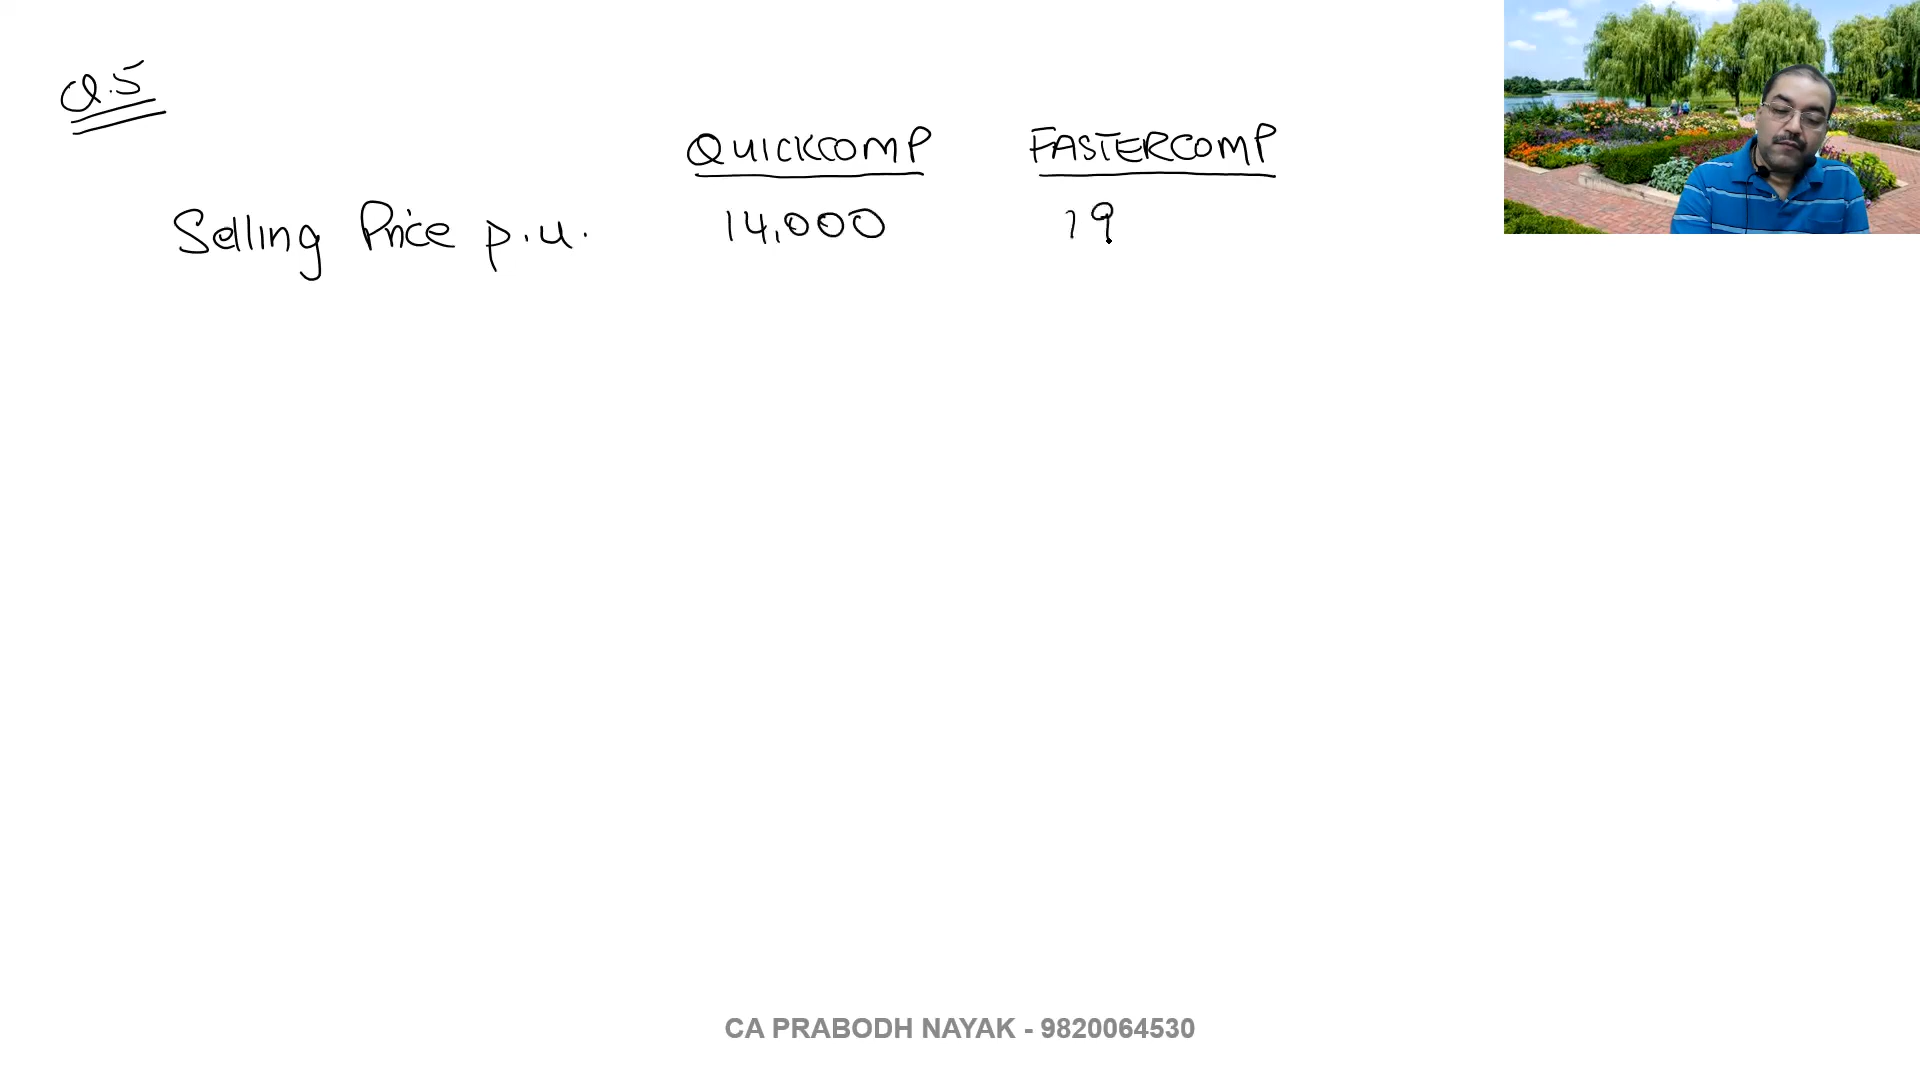 Q.5
QUICKCOMP FASTERCOMP
Selling Price p.u. 14,000 19
CA PRABODH NAYAK - 9820064530